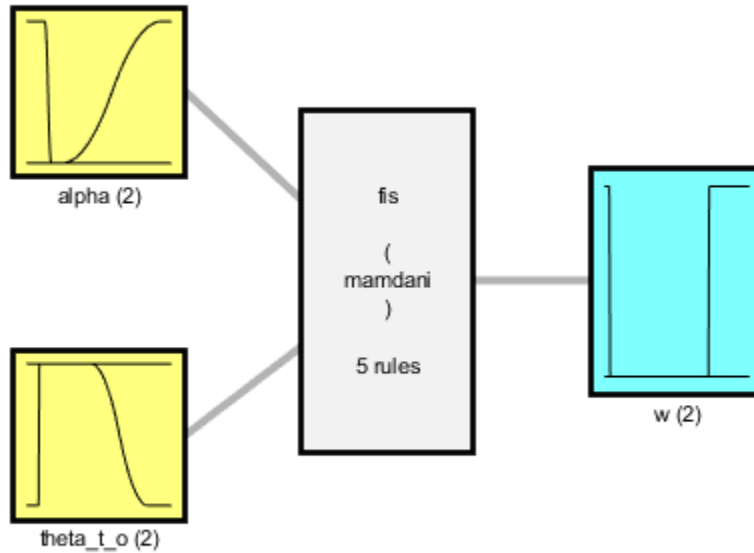 alpha (2)
fis
(
mamdani
)
5 rules
w (2)
theta_t_o (2)